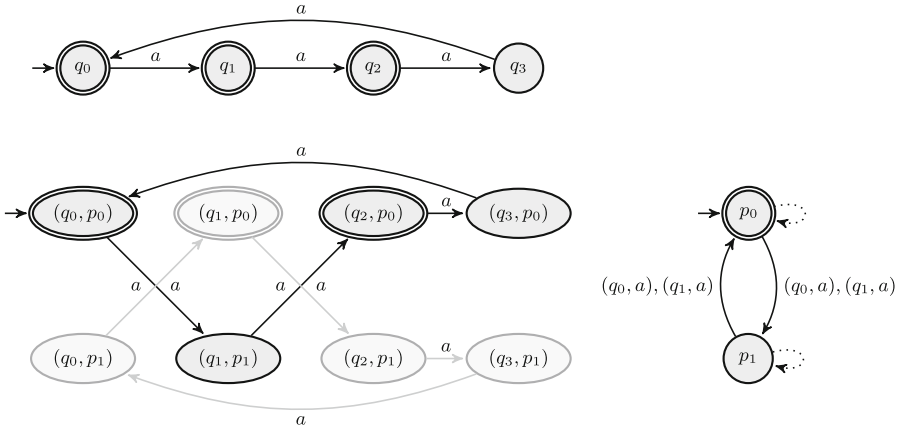 a
q₀ a q₁ a q₂ a q₃
a
(q₀, p₀) (q₁, p₀) (q₂, p₀) a (q₃, p₀) p₀
a a a a (q₀, a), (q₁, a) (q₀, a), (q₁, a)
(q₀, p₁) (q₁, p₁) (q₂, p₁) a (q₃, p₁) p₁
a